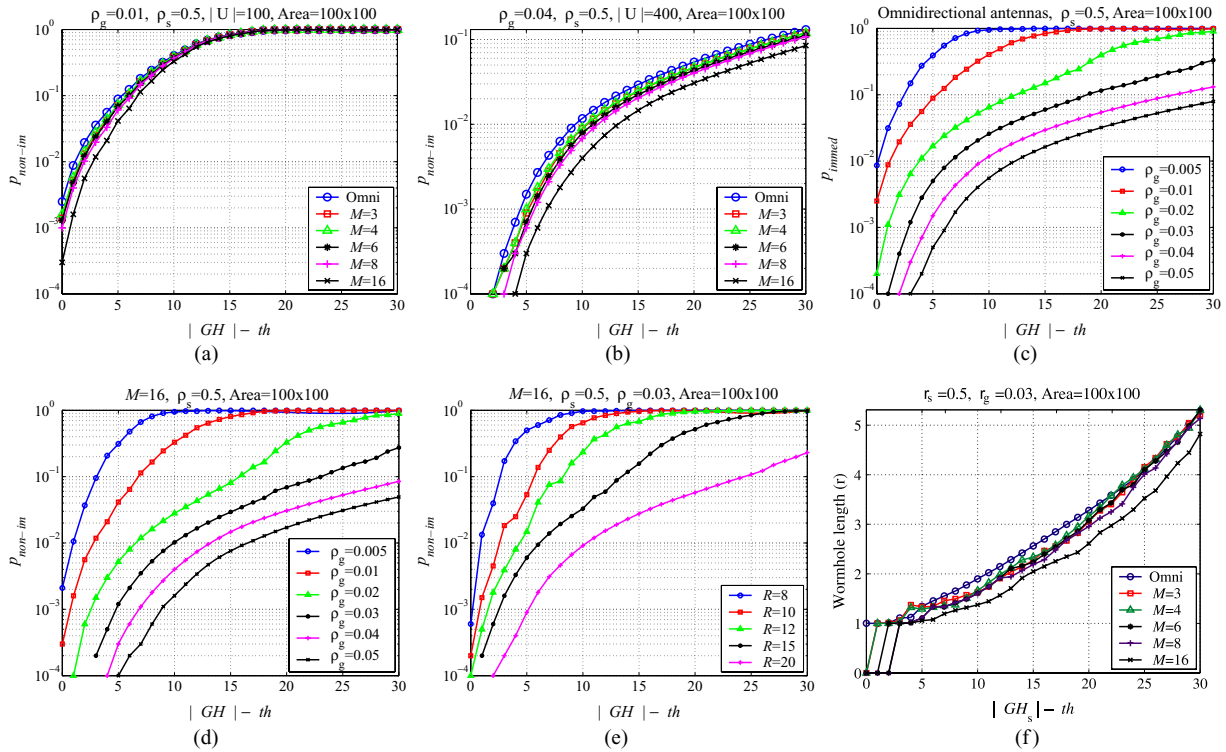 ρg=0.01, ρs=0.5, | U |=100, Area=100x100
10^0
10^-1
10^-2
10^-3
10^-4
p non-im
Omni
M=3
M=4
M=6
M=8
M=16
0 5 10 15 20 25 30
| GH | - th
(a)
ρg=0.04, ρs=0.5, | U |=400, Area=100x100
10^-1
10^-2
10^-3
10^-4
p non-im
Omni
M=3
M=4
M=6
M=8
M=16
0 5 10 15 20 25 30
| GH | - th
(b)
Omnidirectional antennas, ρs=0.5, Area=100x100
10^0
10^-1
10^-2
10^-3
10^-4
p immed
ρg=0.005
ρg=0.01
ρg=0.02
ρg=0.03
ρg=0.04
ρg=0.05
0 5 10 15 20 25 30
| GH | - th
(c)
M=16, ρs=0.5, Area=100x100
10^0
10^-1
10^-2
10^-3
10^-4
p non-im
ρg=0.005
ρg=0.01
ρg=0.02
ρg=0.03
ρg=0.04
ρg=0.05
0 5 10 15 20 25 30
| GH | - th
(d)
M=16, ρs=0.5, ρg=0.03, Area=100x100
10^0
10^-1
10^-2
10^-3
10^-4
p non-im
R=8
R=10
R=12
R=15
R=20
0 5 10 15 20 25 30
| GH | - th
(e)
rs=0.5, rg=0.03, Area=100x100
5
4
3
2
1
0
Wormhole length (r)
Omni
M=3
M=4
M=6
M=8
M=16
0 5 10 15 20 25 30
| GHs | - th
(f)